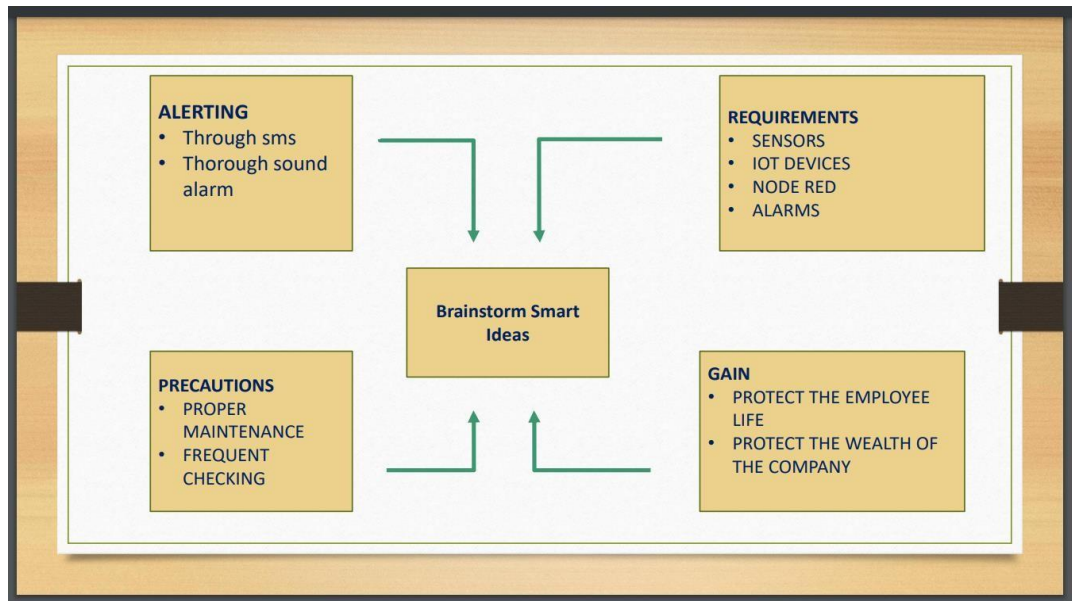 ALERTING
• Through sms
• Thorough sound
alarm
REQUIREMENTS
• SENSORS
• IOT DEVICES
• NODE RED
• ALARMS
Brainstorm Smart
Ideas
PRECAUTIONS
• PROPER
MAINTENANCE
• FREQUENT
CHECKING
GAIN
• PROTECT THE EMPLOYEE
LIFE
• PROTECT THE WEALTH OF
THE COMPANY